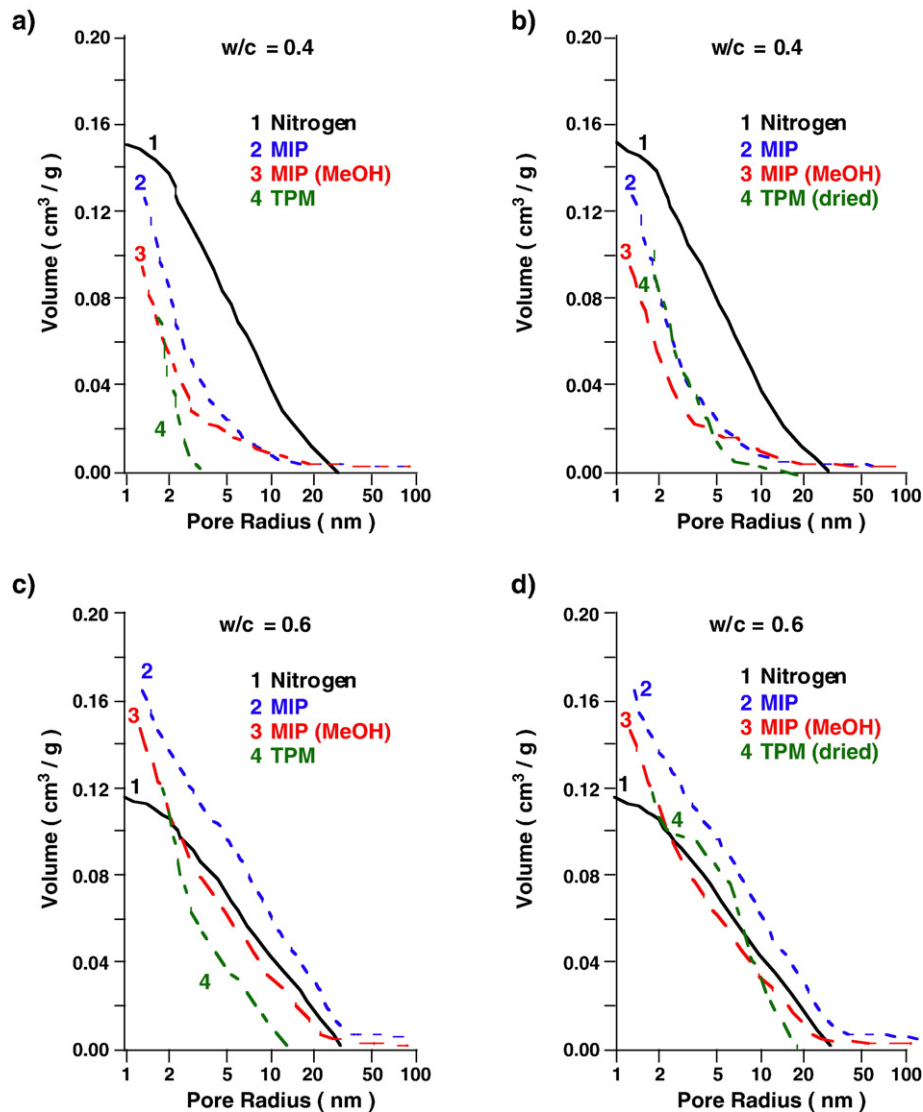 a)
w/c = 0.4
0.20
0.16
0.12
0.08
0.04
0.00
Volume ( cm³ / g )
1 Nitrogen
2 MIP
3 MIP (MeOH)
4 TPM
1
2
3
4
1 2 5 10 20 50 100
Pore Radius ( nm )
b)
w/c = 0.4
0.20
0.16
0.12
0.08
0.04
0.00
Volume ( cm³ / g )
1 Nitrogen
2 MIP
3 MIP (MeOH)
4 TPM (dried)
1
2
3
4
1 2 5 10 20 50 100
Pore Radius ( nm )
c)
w/c = 0.6
0.20
0.16
0.12
0.08
0.04
0.00
Volume ( cm³ / g )
1 Nitrogen
2 MIP
3 MIP (MeOH)
4 TPM
2
3
1
4
1 2 5 10 20 50 100
Pore Radius ( nm )
d)
w/c = 0.6
0.20
0.16
0.12
0.08
0.04
0.00
Volume ( cm³ / g )
1 Nitrogen
2 MIP
3 MIP (MeOH)
4 TPM (dried)
2
3
1
4
1 2 5 10 20 50 100
Pore Radius ( nm )